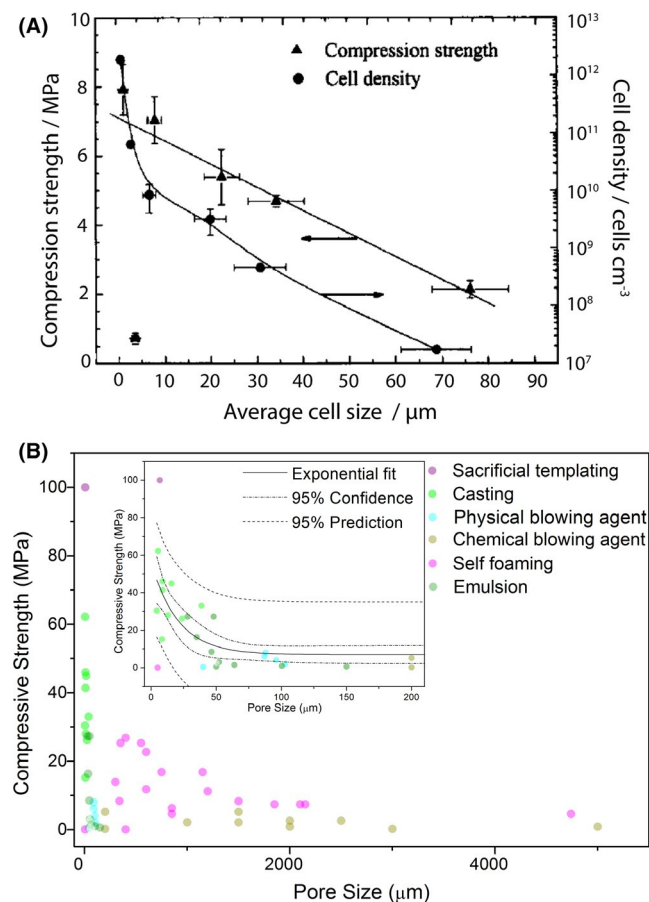 (A)
Compression strength
Cell density
Compression strength / MPa
10
8
6
4
2
0
Cell density / cells cm-3
10^13
10^12
10^11
10^10
10^9
10^8
10^7
0 10 20 30 40 50 60 70 80 90
Average cell size / μm
(B)
Compressive Strength (MPa)
100
80
60
40
20
0
Compressive Strength (MPa)
100
80
60
40
20
0
Exponential fit
95% Confidence
95% Prediction
0 50 100 150 200
Pore Size (μm)
Sacrificial templating
Casting
Physical blowing agent
Chemical blowing agent
Self foaming
Emulsion
0 2000 4000
Pore Size (μm)